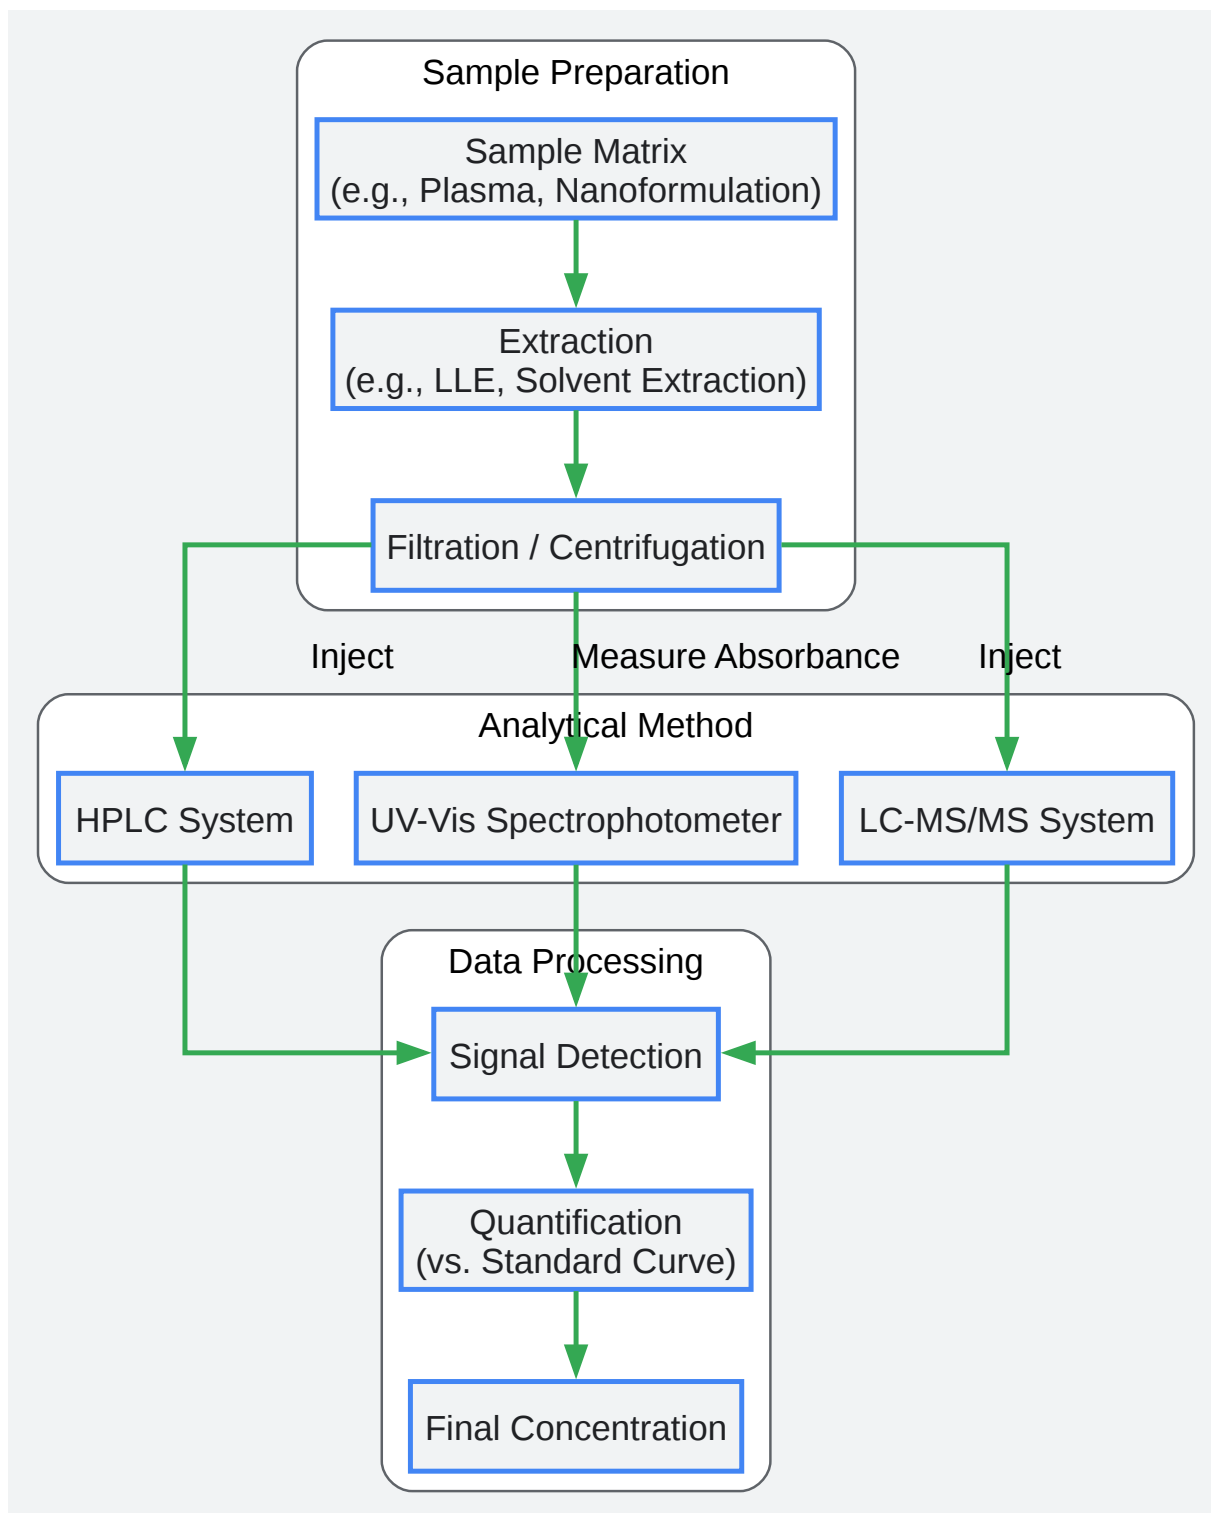 Sample Preparation
Sample Matrix
(e.g., Plasma, Nanoformulation)
Extraction
(e.g., LLE, Solvent Extraction)
Filtration / Centrifugation
Inject
Measure Absorbance
Inject
Analytical Method
HPLC System
UV-Vis Spectrophotometer
LC-MS/MS System
Data Processing
Signal Detection
Quantification
(vs. Standard Curve)
Final Concentration